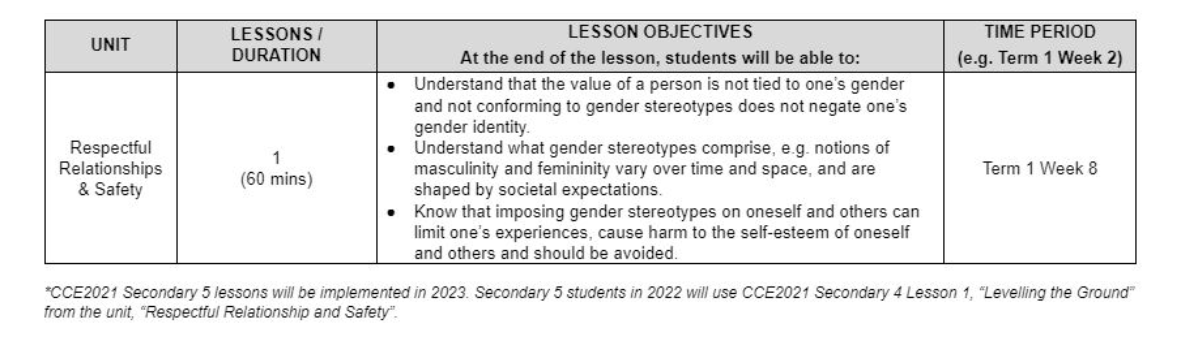 UNIT
LESSONS /
DURATION
LESSON OBJECTIVES
At the end of the lesson, students will be able to:
TIME PERIOD
(e.g. Term 1 Week 2)
Respectful
Relationships
& Safety
1
(60 mins)
• Understand that the value of a person is not tied to one's gender
and not conforming to gender stereotypes does not negate one's
gender identity.
• Understand what gender stereotypes comprise, e.g. notions of
masculinity and femininity vary over time and space, and are
shaped by societal expectations.
• Know that imposing gender stereotypes on oneself and others can
limit one's experiences, cause harm to the self-esteem of oneself
and others and should be avoided.
Term 1 Week 8
*CCE2021 Secondary 5 lessons will be implemented in 2023. Secondary 5 students in 2022 will use CCE2021 Secondary 4 Lesson 1, "Levelling the Ground"
from the unit, "Respectful Relationship and Safety".